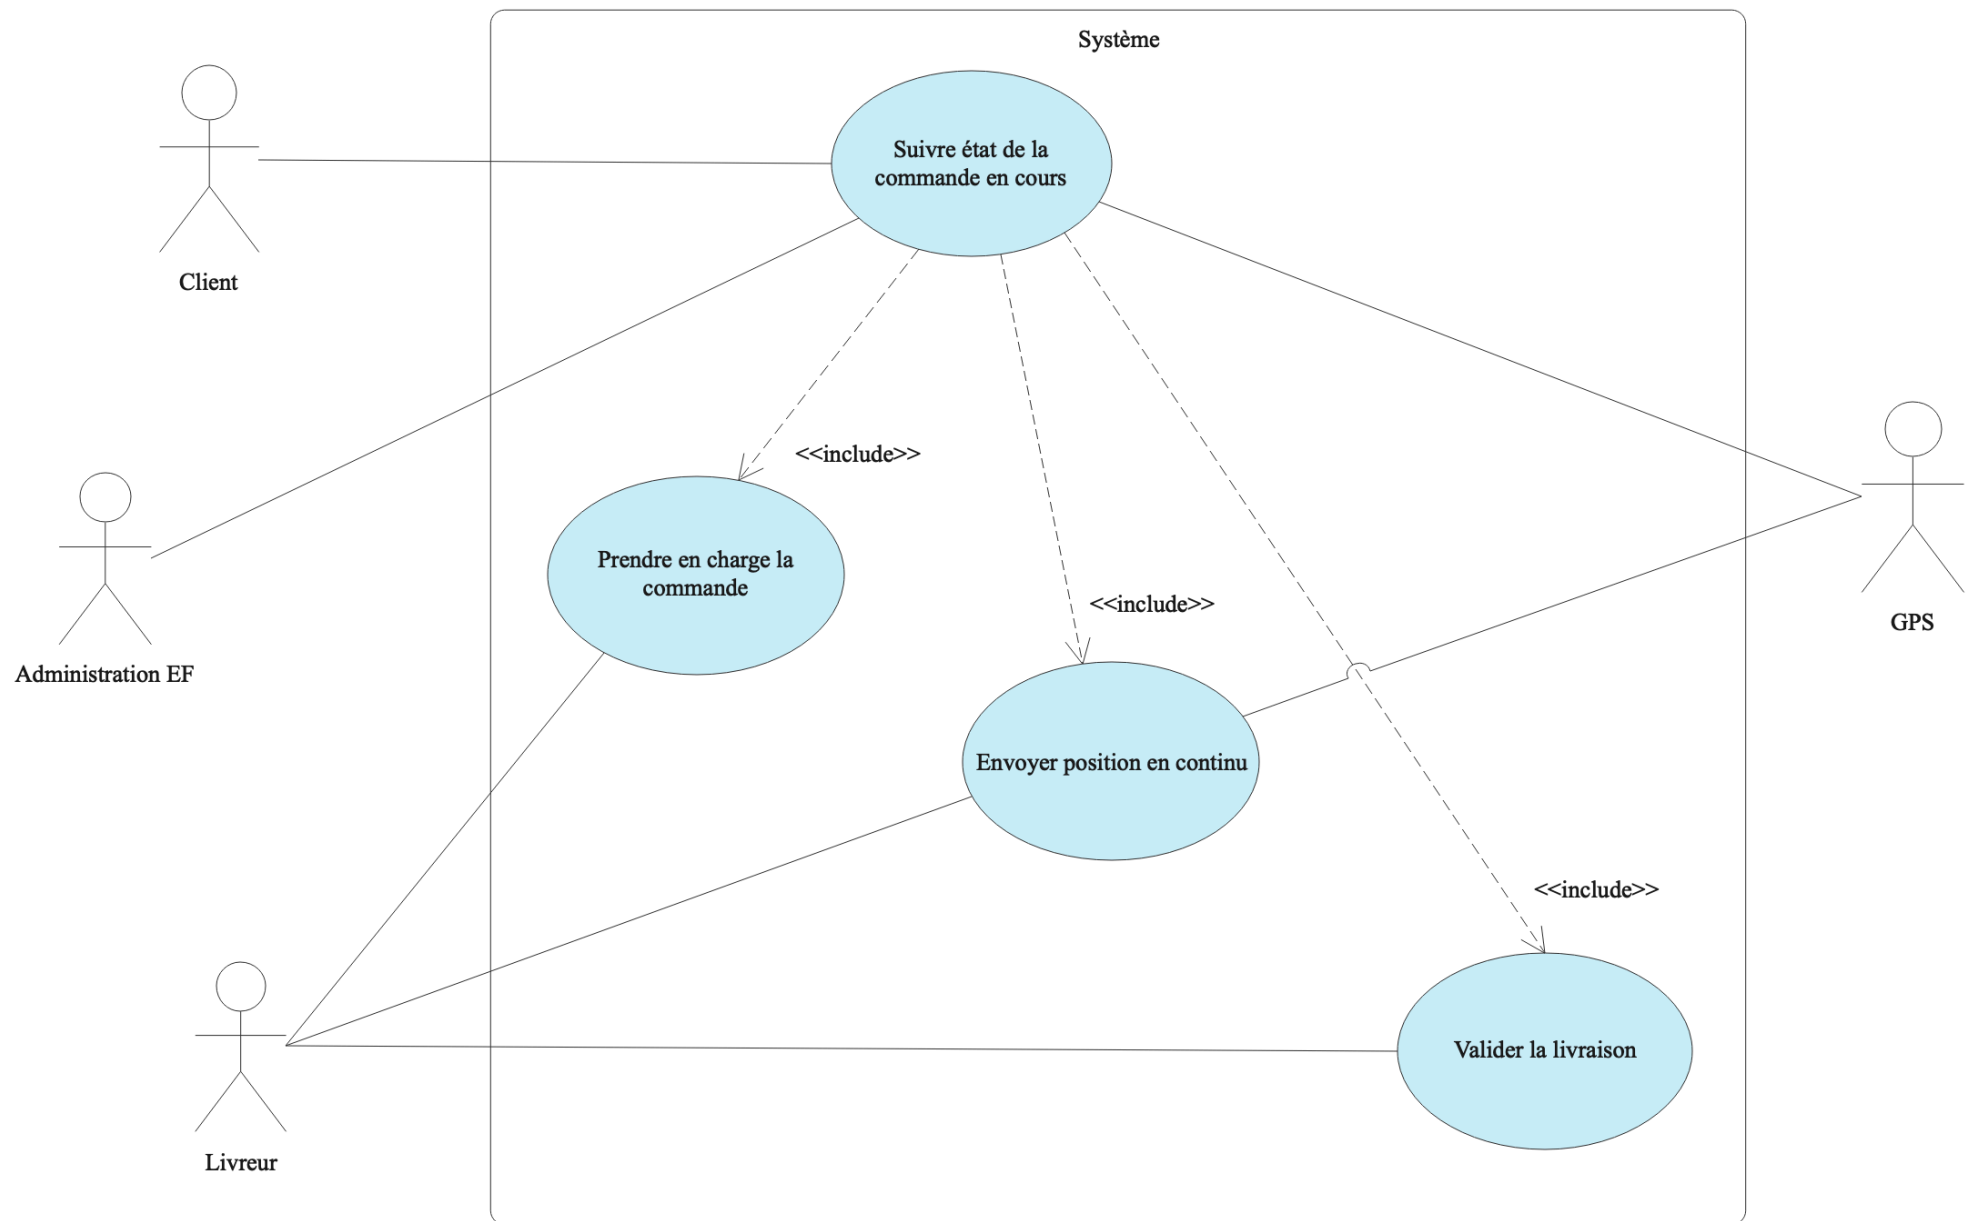 Système
Suivre état de la
commande en cours
Client
<<include>>
Prendre en charge la
commande
<<include>>
GPS
Administration EF
Envoyer position en continu
<<include>>
Valider la livraison
Livreur